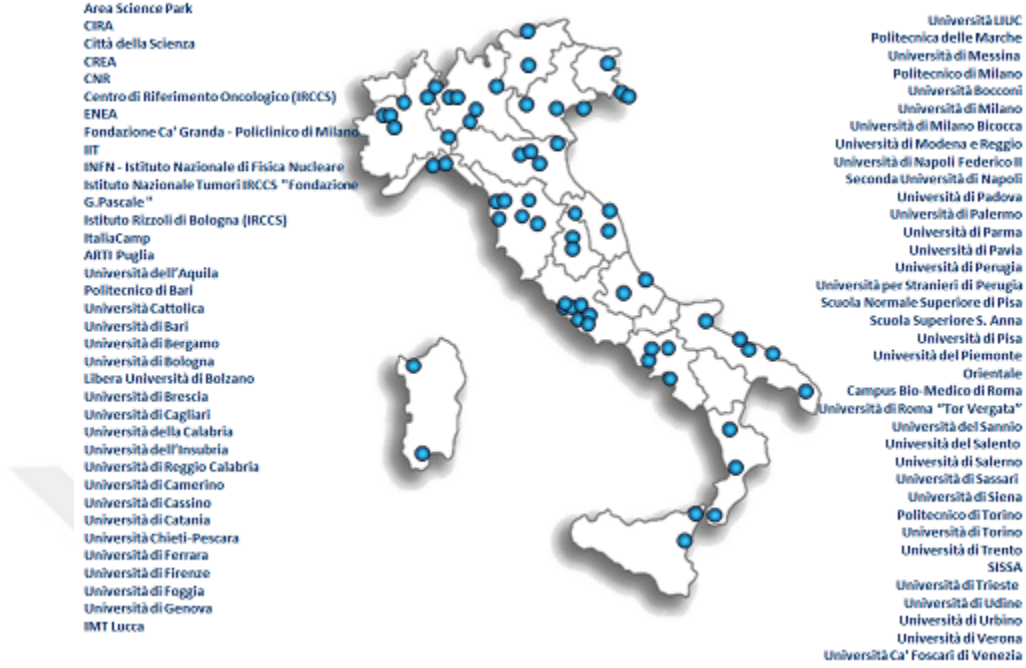 Area Science Park
CIRA
Città della Scienza
CREA
CNR
Centro di Riferimento Oncologico (IRCCS)
ENEA
Fondazione Ca' Granda - Policlinico di Milano
IIT
INFN - Istituto Nazionale di Fisica Nucleare
Istituto Nazionale Tumori IRCCS "Fondazione
G.Pascale"
Istituto Rizzoli di Bologna (IRCCS)
ItaliaCamp
ARTI Puglia
Università dell'Aquila
Politecnico di Bari
Università Cattolica
Università di Bari
Università di Bergamo
Università di Bologna
Libera Università di Bolzano
Università di Brescia
Università di Cagliari
Università della Calabria
Università dell'Insubria
Università di Reggio Calabria
Università di Camerino
Università di Cassino
Università di Catania
Università Chieti-Pescara
Università di Ferrara
Università di Firenze
Università di Foggia
Università di Genova
IMT Lucca
Università LIUC
Politecnica delle Marche
Università di Messina
Politecnico di Milano
Università Bocconi
Università di Milano
Università di Milano Bicocca
Università di Modena e Reggio
Università di Napoli Federico II
Seconda Università di Napoli
Università di Padova
Università di Palermo
Università di Parma
Università di Pavia
Università di Perugia
Università per Stranieri di Perugia
Scuola Normale Superiore di Pisa
Scuola Superiore S. Anna
Università di Pisa
Università del Piemonte
Orientale
Campus Bio-Medico di Roma
Università di Roma "Tor Vergata"
Università del Sannio
Università del Salento
Università di Salerno
Università di Sassari
Università di Siena
Politecnico di Torino
Università di Torino
Università di Trento
SISSA
Università di Trieste
Università di Udine
Università di Urbino
Università di Verona
Università Ca' Foscari di Venezia